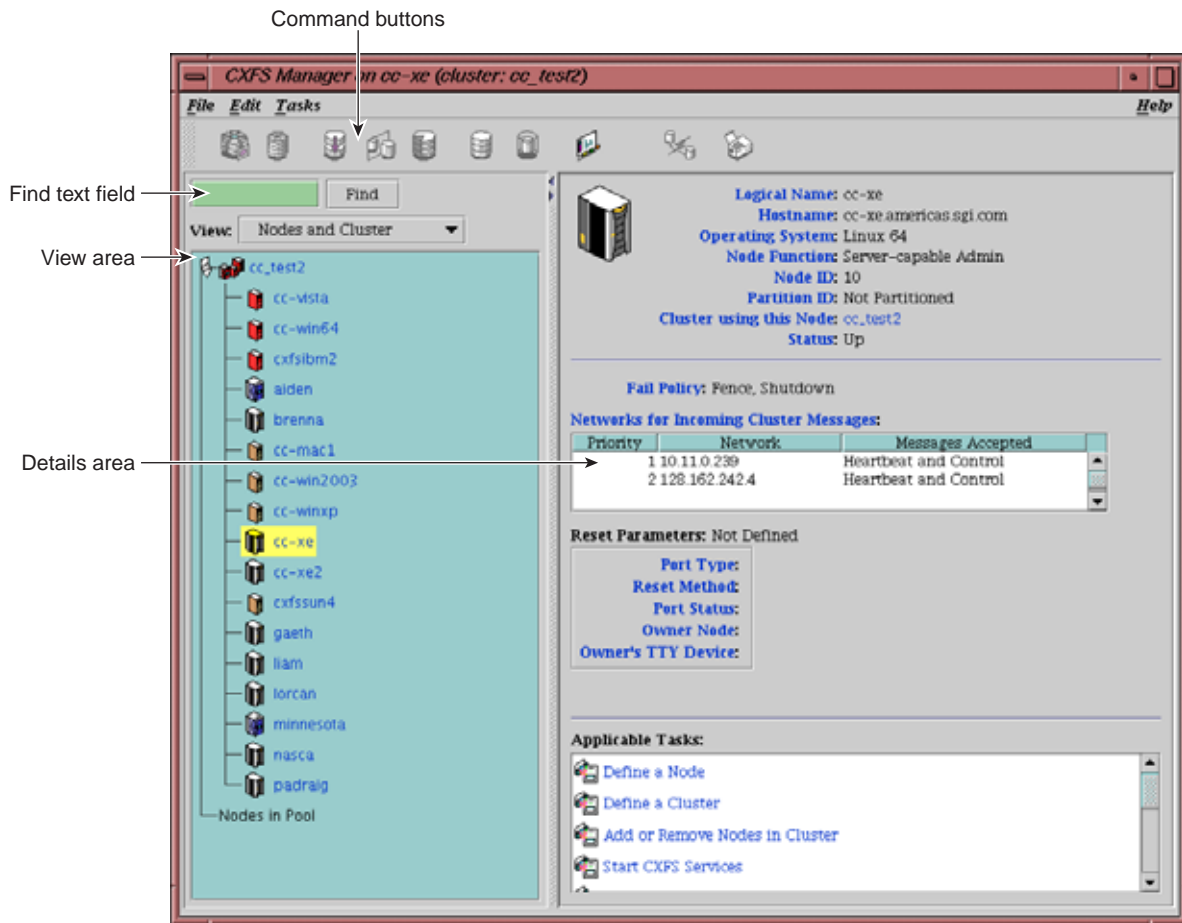 Command buttons
CXFS Manager on cc-xe (cluster: cc_test2)
File Edit Tasks Help
Find text field
Find
View: Nodes and Cluster
View area
cc_test2
cc-vista
cc-win64
cxfsibm2
aiden
brenna
cc-mac1
cc-win2003
cc-winxp
cc-xe
cc-xe2
cxfssun4
gaeth
liam
lorcan
minnesota
nasca
padraig
Nodes in Pool
Details area
Logical Name: cc-xe
Hostname: cc-xe.americas.sgi.com
Operating System: Linux 64
Node Function: Server-capable Admin
Node ID: 10
Partition ID: Not Partitioned
Cluster using this Node: cc_test2
Status: Up
Fail Policy: Fence, Shutdown
Networks for Incoming Cluster Messages:
Priority Network Messages Accepted
1 10.11.0.239 Heartbeat and Control
2 128.162.242.4 Heartbeat and Control
Reset Parameters: Not Defined
Port Type:
Reset Method:
Port Status:
Owner Node:
Owner's TTY Device:
Applicable Tasks:
Define a Node
Define a Cluster
Add or Remove Nodes in Cluster
Start CXFS Services